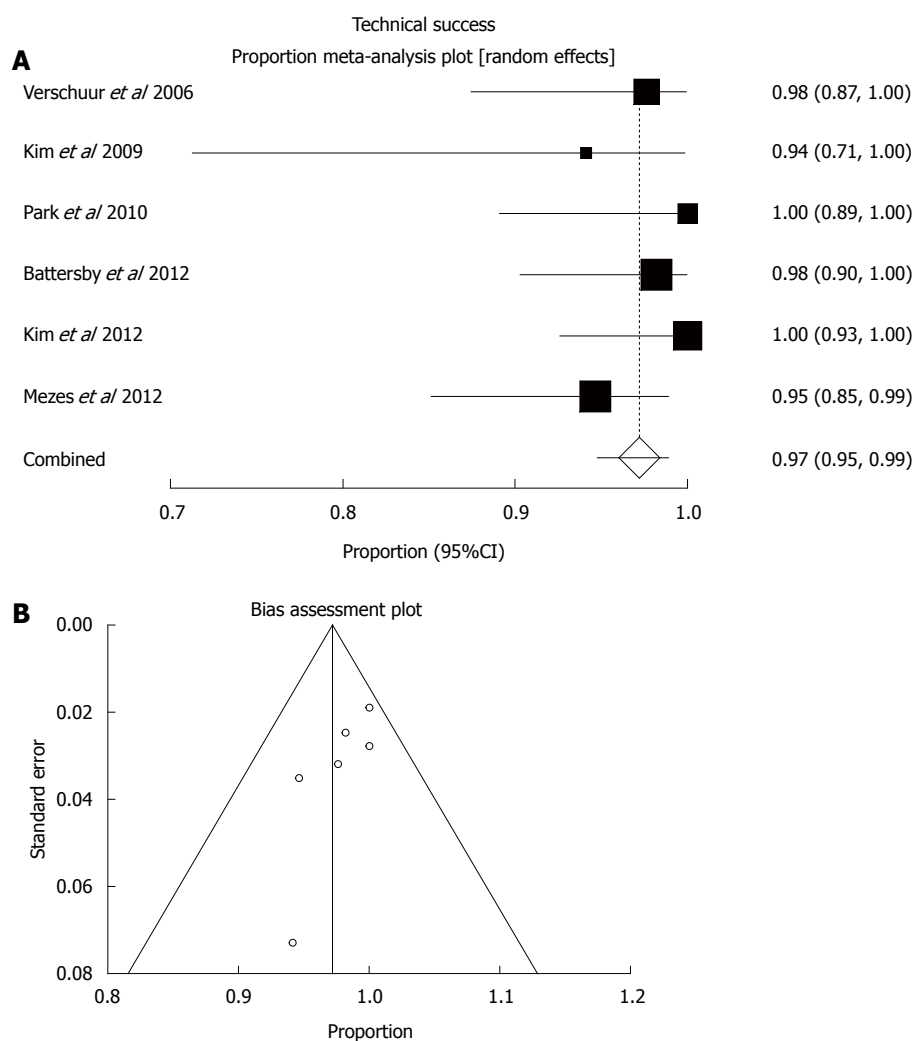 Technical success
A
Proportion meta-analysis plot [random effects]
Verschuur et al 2006 0.98 (0.87, 1.00)
Kim et al 2009 0.94 (0.71, 1.00)
Park et al 2010 1.00 (0.89, 1.00)
Battersby et al 2012 0.98 (0.90, 1.00)
Kim et al 2012 1.00 (0.93, 1.00)
Mezes et al 2012 0.95 (0.85, 0.99)
Combined 0.97 (0.95, 0.99)
0.7 0.8 0.9 1.0
Proportion (95%CI)
B
Bias assessment plot
0.00
0.02
0.04
0.06
0.08
Standard error
0.8 0.9 1.0 1.1 1.2
Proportion